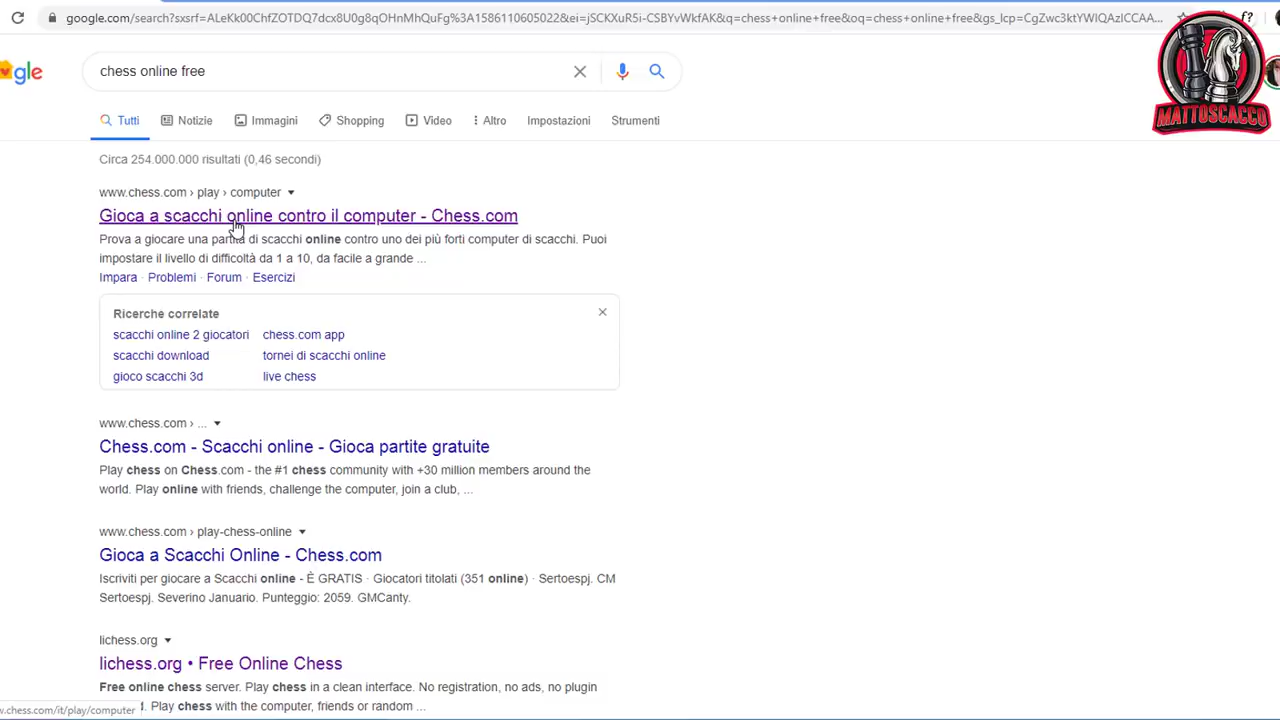 google.com/search?sxsrf=ALeKk00ChfZOTDQ7dcx8U0g8qOHnMhQuFg%3A1586110605022&ei=jSCKXuR5i-CSBYvWkfAK&q=chess+online+free&oq=chess+online+free&gs_lcp=CgZwc3ktYWIQAzICCAA...
f?
gle
chess online free
MATTOSCACCO
Tutti
Notizie
Immagini
Shopping
Video
Altro
Impostazioni
Strumenti
Circa 254.000.000 risultati (0,46 secondi)
www.chess.com › play › computer
Gioca a scacchi online contro il computer - Chess.com
Prova a giocare una partita di scacchi online contro uno dei più forti computer di scacchi. Puoi
impostare il livello di difficoltà da 1 a 10, da facile a grande ...
Impara · Problemi · Forum · Esercizi
Ricerche correlate
scacchi online 2 giocatori
chess.com app
scacchi download
tornei di scacchi online
gioco scacchi 3d
live chess
www.chess.com › ...
Chess.com - Scacchi online - Gioca partite gratuite
Play chess on Chess.com - the #1 chess community with +30 million members around the
world. Play online with friends, challenge the computer, join a club, ...
www.chess.com › play-chess-online
Gioca a Scacchi Online - Chess.com
Iscriviti per giocare a Scacchi online - È GRATIS · Giocatori titolati (351 online) · Sertoespj. CM
Sertoespj. Severino Januario. Punteggio: 2059. GMCanty.
lichess.org
lichess.org • Free Online Chess
Free online chess server. Play chess in a clean interface. No registration, no ads, no plugin
d. Play chess with the computer, friends or random ...
w.chess.com/it/play/computer